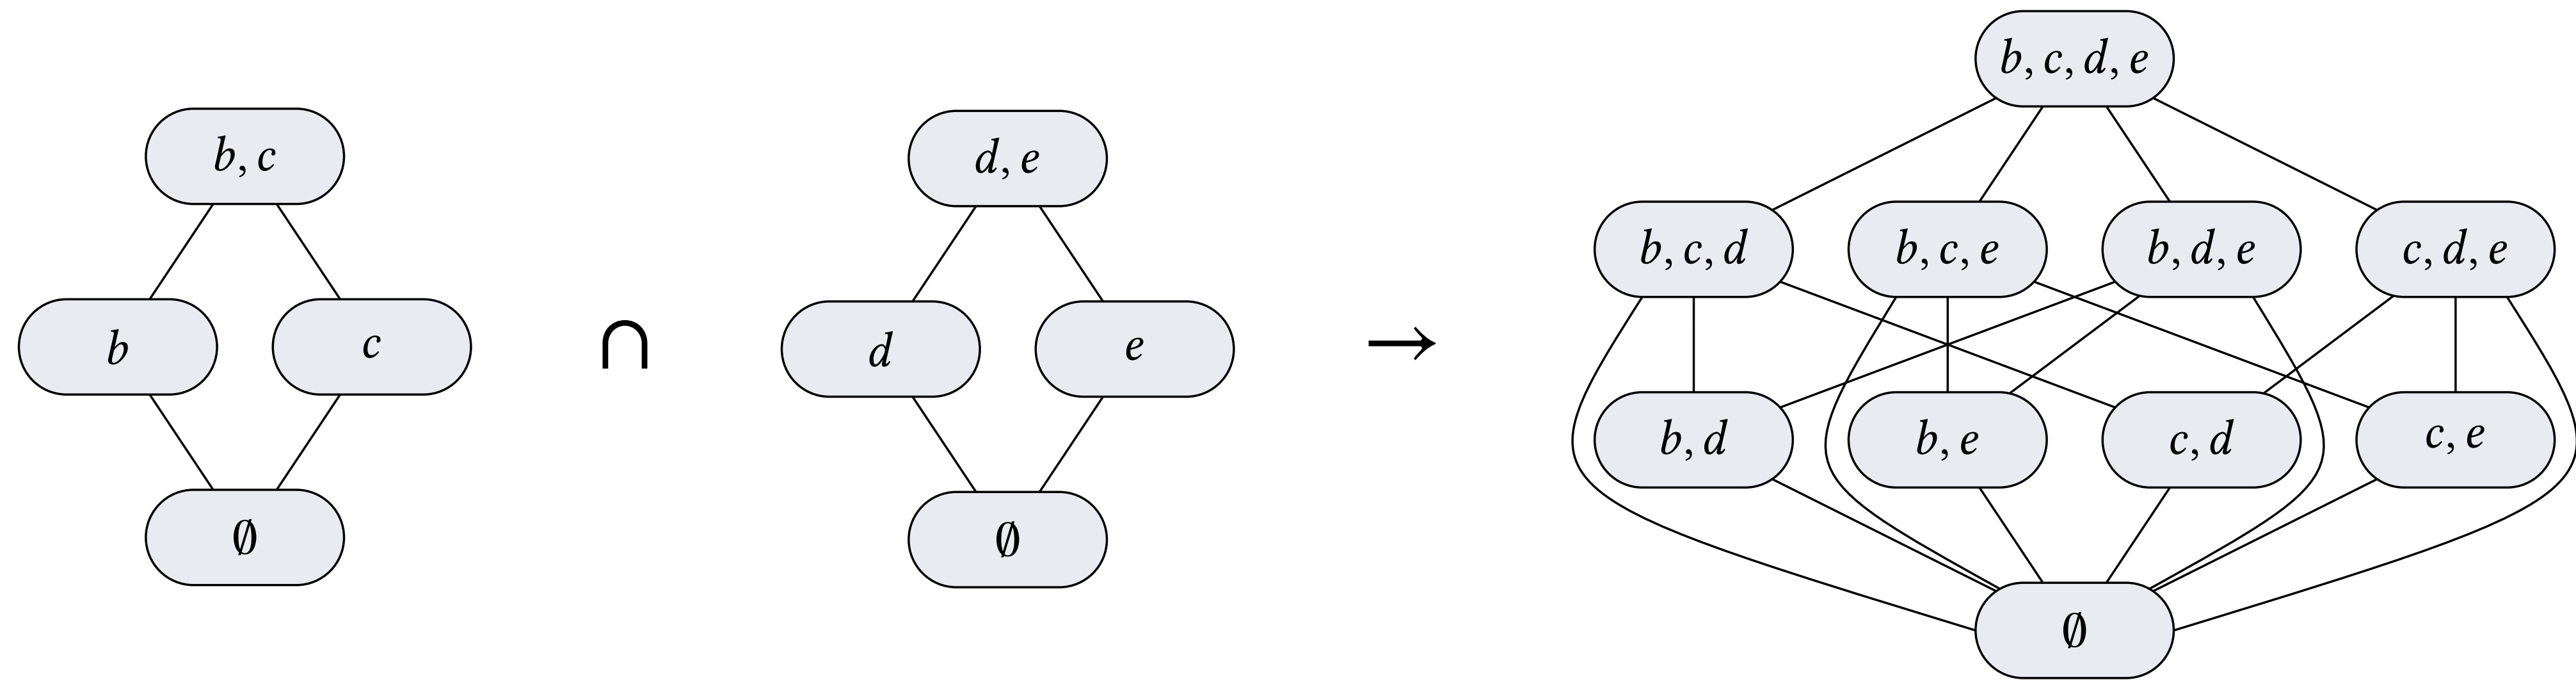 b, c
b
c
∅
∩
d, e
d
e
∅
→
b, c, d, e
b, c, d
b, c, e
b, d, e
c, d, e
b, d
b, e
c, d
c, e
∅